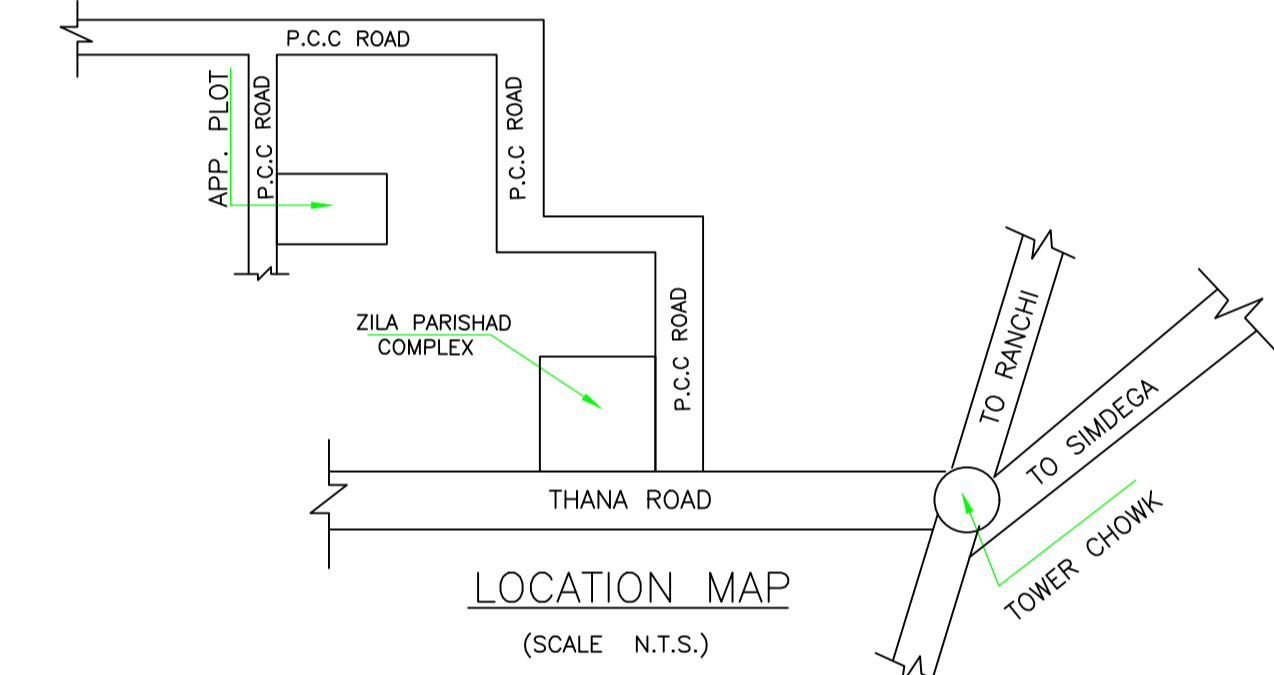 P.C.C ROAD
APP. PLOT
P.C.C ROAD
P.C.C ROAD
ZILA PARISHAD
COMPLEX
P.C.C ROAD
TO RANCHI
TO SIMDEGA
THANA ROAD
TOWER CHOWK
LOCATION MAP
(SCALE N.T.S.)